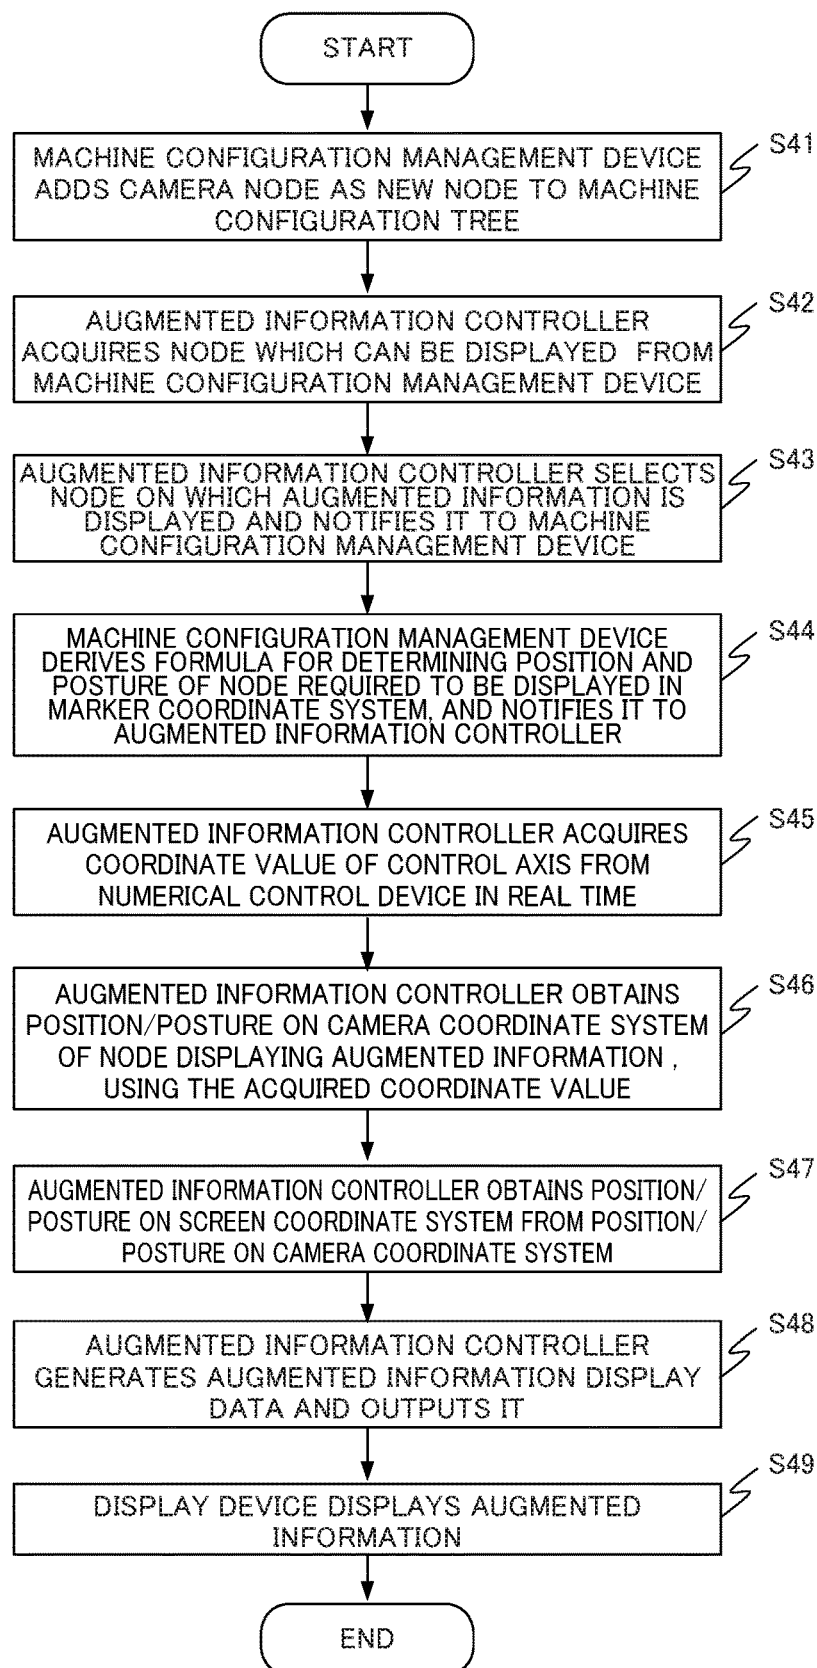 START
S41
MACHINE CONFIGURATION MANAGEMENT DEVICE
ADDS CAMERA NODE AS NEW NODE TO MACHINE
CONFIGURATION TREE
S42
AUGMENTED INFORMATION CONTROLLER
ACQUIRES NODE WHICH CAN BE DISPLAYED FROM
MACHINE CONFIGURATION MANAGEMENT DEVICE
S43
AUGMENTED INFORMATION CONTROLLER SELECTS
NODE ON WHICH AUGMENTED INFORMATION IS
DISPLAYED AND NOTIFIES IT TO MACHINE
CONFIGURATION MANAGEMENT DEVICE
S44
MACHINE CONFIGURATION MANAGEMENT DEVICE
DERIVES FORMULA FOR DETERMINING POSITION AND
POSTURE OF NODE REQUIRED TO BE DISPLAYED IN
MARKER COORDINATE SYSTEM, AND NOTIFIES IT TO
AUGMENTED INFORMATION CONTROLLER
S45
AUGMENTED INFORMATION CONTROLLER ACQUIRES
COORDINATE VALUE OF CONTROL AXIS FROM
NUMERICAL CONTROL DEVICE IN REAL TIME
S46
AUGMENTED INFORMATION CONTROLLER OBTAINS
POSITION/POSTURE ON CAMERA COORDINATE SYSTEM
OF NODE DISPLAYING AUGMENTED INFORMATION ,
USING THE ACQUIRED COORDINATE VALUE
S47
AUGMENTED INFORMATION CONTROLLER OBTAINS POSITION/
POSTURE ON SCREEN COORDINATE SYSTEM FROM POSITION/
POSTURE ON CAMERA COORDINATE SYSTEM
S48
AUGMENTED INFORMATION CONTROLLER
GENERATES AUGMENTED INFORMATION DISPLAY
DATA AND OUTPUTS IT
S49
DISPLAY DEVICE DISPLAYS AUGMENTED
INFORMATION
END